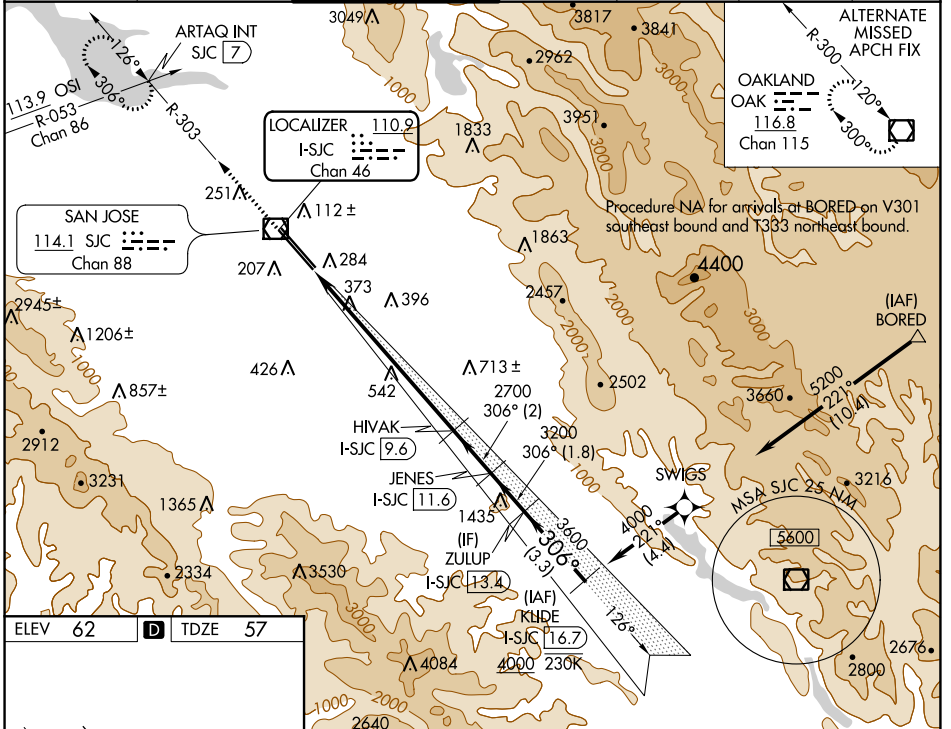 3049
3817
3841
2962
ARTAQ INT
SJC 7
126°
306°
113.9 OSI
R-053
Chan 86
R-303
ALTERNATE
MISSED
APCH FIX
R-300
120°
300°
OAKLAND
OAK
116.8
Chan 115
1000
3951
3000
1833
LOCALIZER 110.9
I-SJC
Chan 46
251
112 ±
SAN JOSE
114.1 SJC
Chan 88
Procedure NA for arrivals at BORED on V301
southeast bound and T333 northeast bound.
207
284
1863
4400
373
396
2457
2000
3000
(IAF)
BORED
2945±
1206±
1000
857±
426
542
713 ±
2502
1000
3660
5200
221°
(10.4)
2700
306° (2)
HIVAK
I-SJC 9.6
3200
306° (1.8)
JENES
I-SJC 11.6
2912
3231
1365
1435
(IF)
ZULUP
I-SJC 13.4
306°
(3.3)
3600
SWIGS
4000
221°
(4.4)
3216
MSA SJC 25 NM
5600
2334
3530
3000
(IAF)
KLIDE
I-SJC 16.7
4000 230K
126°
1000
ELEV 62
D
TDZE 57
4084
2000
1000
2640
2800
2676